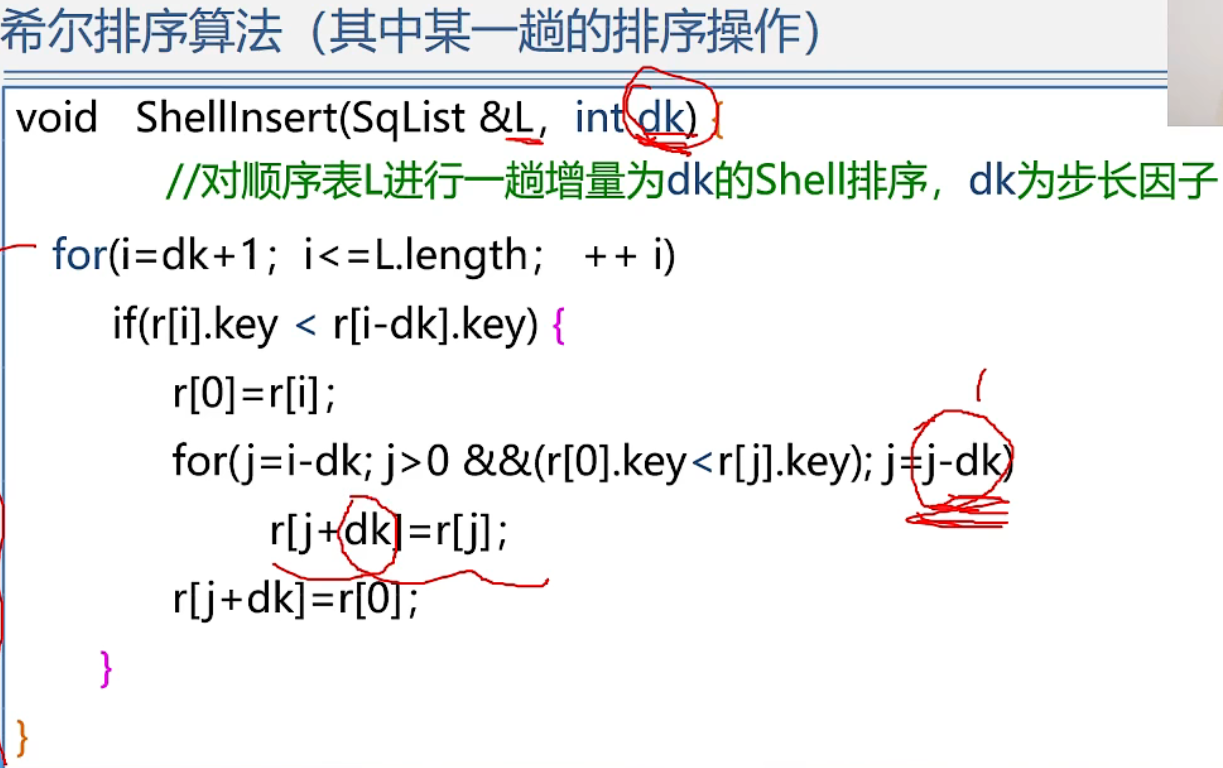 希尔排序算法（其中某一趟的排序操作）
void ShellInsert(SqList &L, int dk) {
//对顺序表L进行一趟增量为dk的Shell排序，dk为步长因子
for(i=dk+1; i<=L.length; ++ i)
if(r[i].key < r[i-dk].key) {
r[0]=r[i];
for(j=i-dk; j>0 &&(r[0].key<r[j].key); j=j-dk)
r[j+dk]=r[j];
r[j+dk]=r[0];
}
}